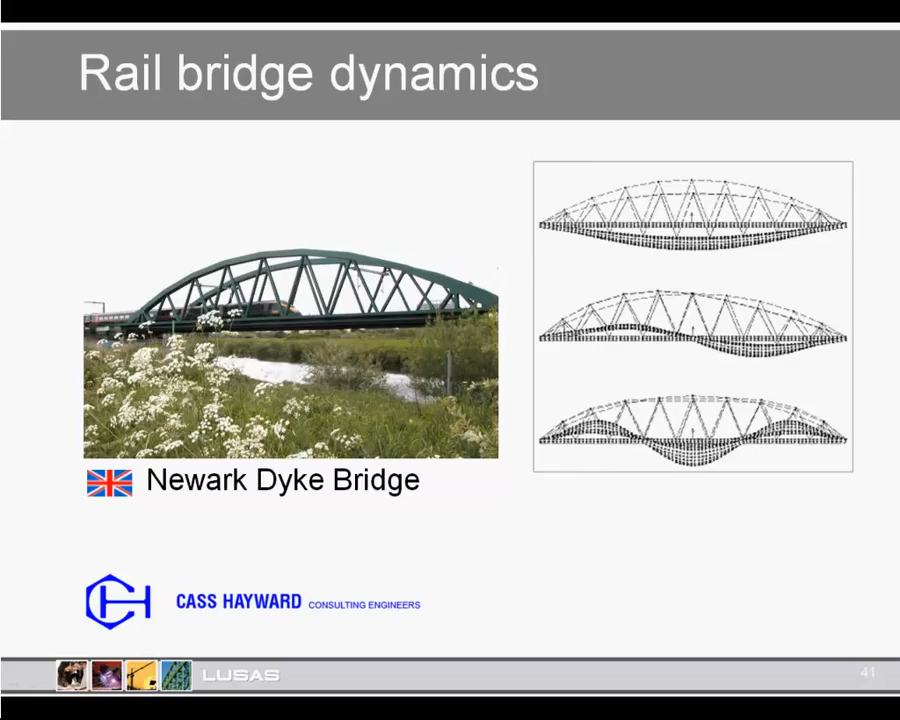 Rail bridge dynamics
Newark Dyke Bridge
CASS HAYWARD CONSULTING ENGINEERS
LUSAS
41